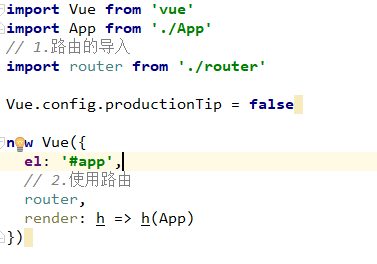 import Vue from 'vue'
import App from './App'
// 1.路由的导入
import router from './router'
Vue.config.productionTip = false
new Vue({
el: '#app',
// 2.使用路由
router,
render: h => h(App)
})